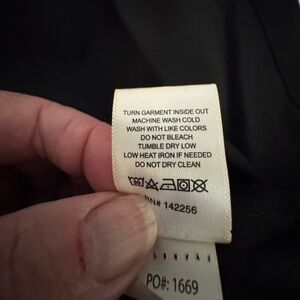 TURN GARMENT INSIDE OUT
MACHINE WASH COLD
WASH WITH LIKE COLORS
DO NOT BLEACH
TUMBLE DRY LOW
LOW HEAT IRON IF NEEDED
DO NOT DRY CLEAN
RN# 142256
PO#: 1669